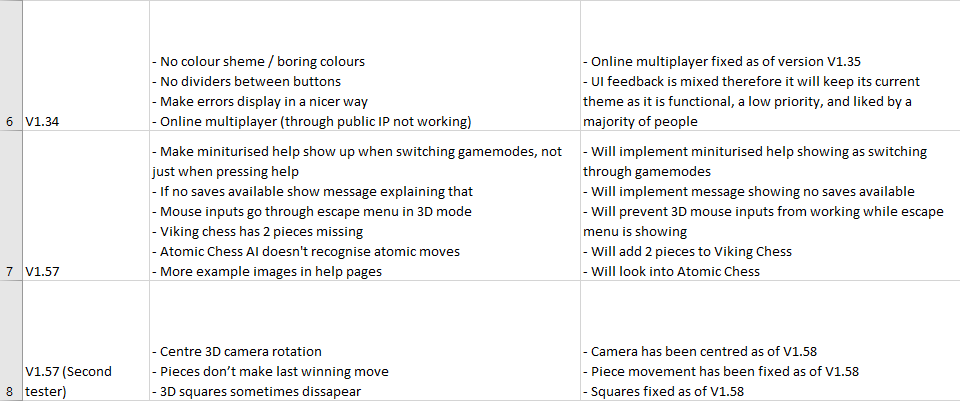 - No colour sheme / boring colours
- No dividers between buttons
- Make errors display in a nicer way
6 V1.34 - Online multiplayer (through public IP not working)
- Online multiplayer fixed as of version V1.35
- UI feedback is mixed therefore it will keep its current
theme as it is functional, a low priority, and liked by a
majority of people
- Make miniturised help show up when switching gamemodes, not
just when pressing help
- If no saves available show message explaining that
- Mouse inputs go through escape menu in 3D mode
- Viking chess has 2 pieces missing
- Atomic Chess AI doesn't recognise atomic moves
7 V1.57 - More example images in help pages
- Will implement miniturised help showing as switching
through gamemodes
- Will implement message showing no saves available
- Will prevent 3D mouse inputs from working while escape
menu is showing
- Will add 2 pieces to Viking Chess
- Will look into Atomic Chess
- Centre 3D camera rotation
V1.57 (Second - Pieces don't make last winning move
8 tester) - 3D squares sometimes dissapear
- Camera has been centred as of V1.58
- Piece movement has been fixed as of V1.58
- Squares fixed as of V1.58